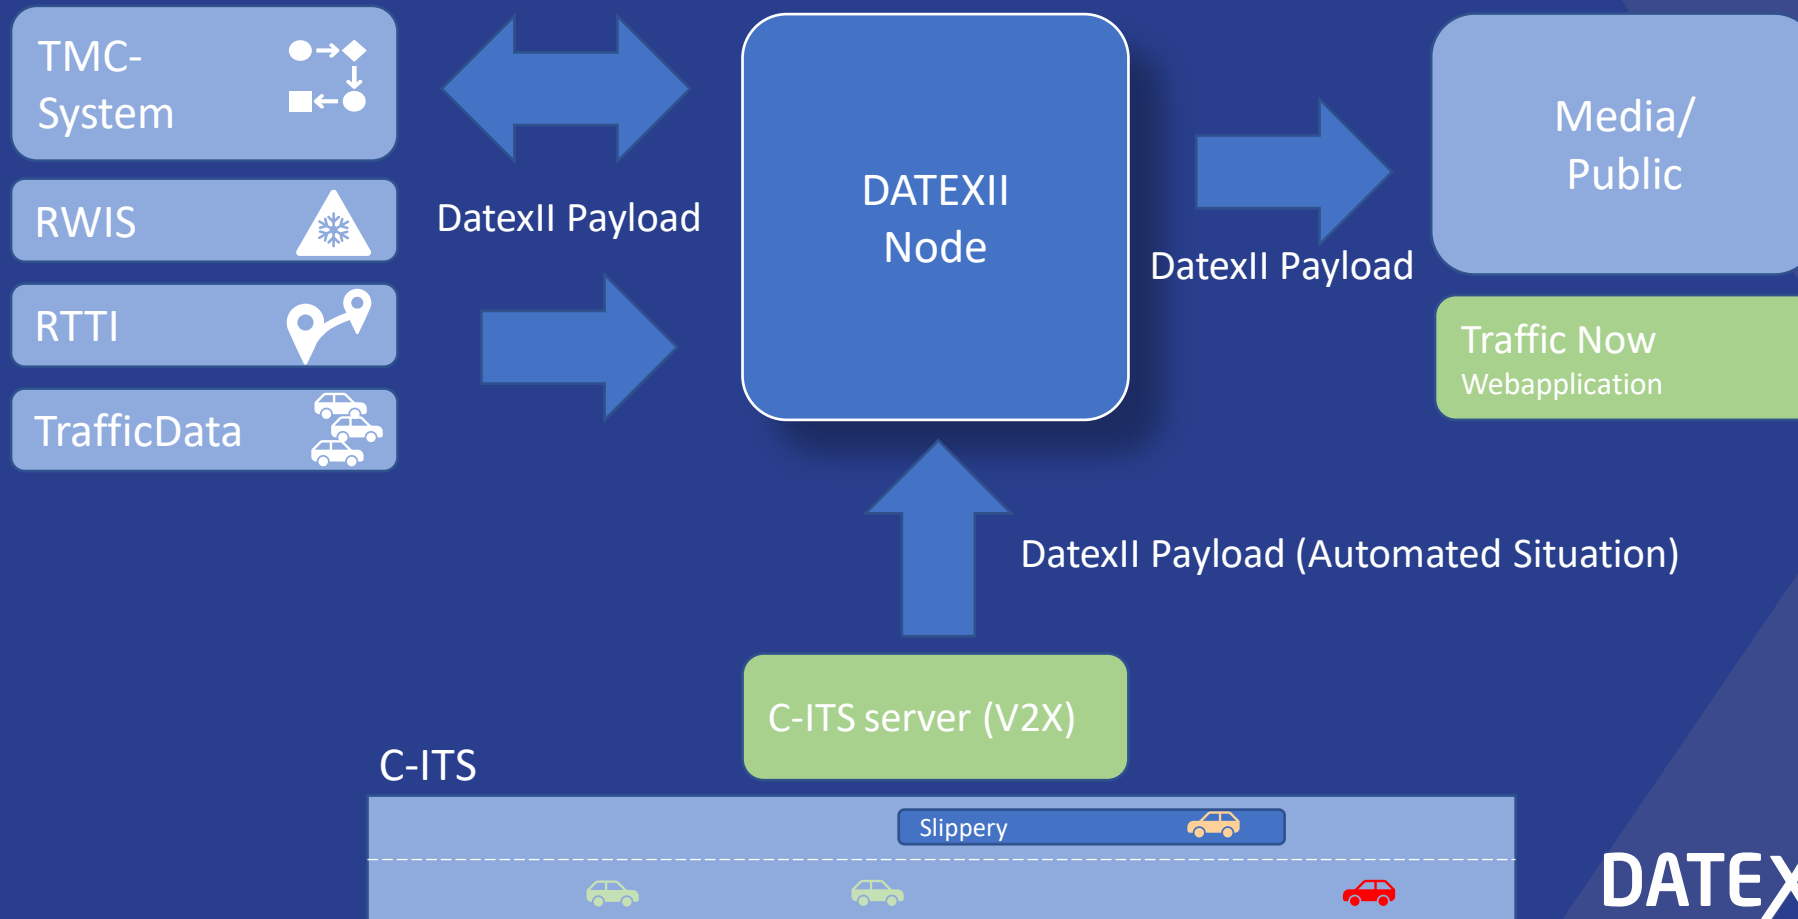 TMC-
System
RWIS
RTTI
TrafficData
DatexII Payload
DATEXII
Node
DatexII Payload
Media/
Public
Traffic Now
Webapplication
DatexII Payload (Automated Situation)
C-ITS server (V2X)
C-ITS
Slippery
DATEX